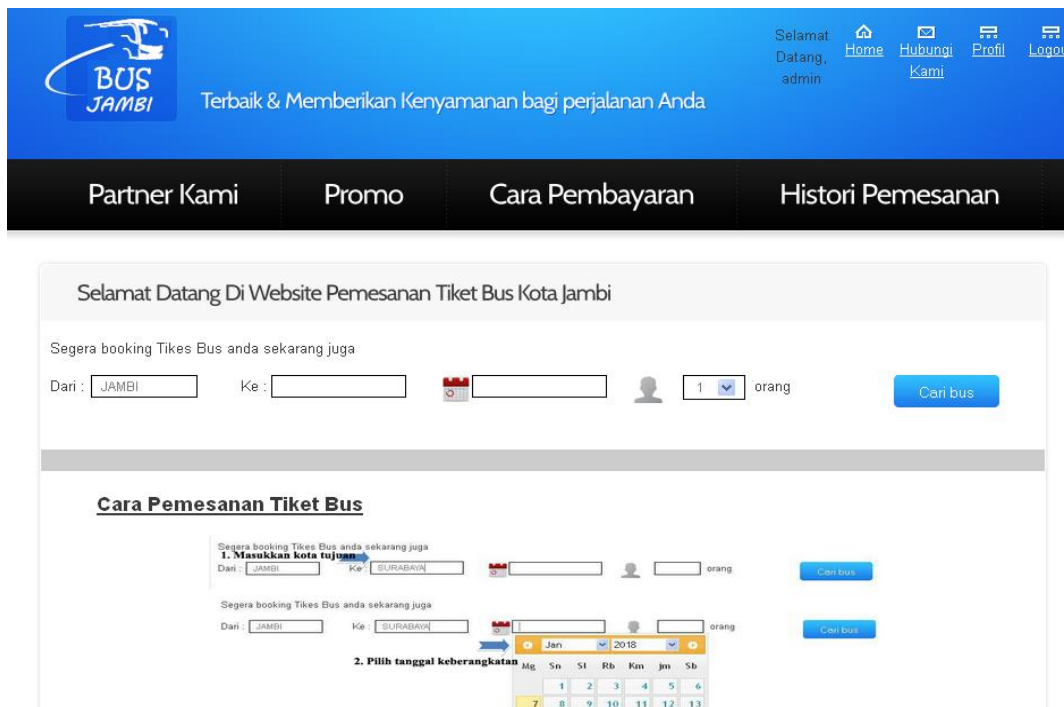 BUS
JAMBI
Terbaik & Memberikan Kenyamanan bagi perjalanan Anda
Selamat Datang, admin
Home
Hubungi Kami
Profil
Logou
Partner Kami Promo Cara Pembayaran Histori Pemesanan
Selamat Datang Di Website Pemesanan Tiket Bus Kota Jambi
Segera booking Tikes Bus anda sekarang juga
Dari : JAMBI Ke : 1 orang Cari bus
Cara Pemesanan Tiket Bus
Segera booking Tikes Bus anda sekarang juga
1. Masukkan kota tujuan
Dari : JAMBI Ke : SURABAYA orang Cari bus
Segera booking Tikes Bus anda sekarang juga
Dari : JAMBI Ke : SURABAYA orang Cari bus
Jan 2018
2. Pilih tanggal keberangkatan
Mg Sn Sl Rb Km jm Sb
1 2 3 4 5 6
7 8 9 10 11 12 13